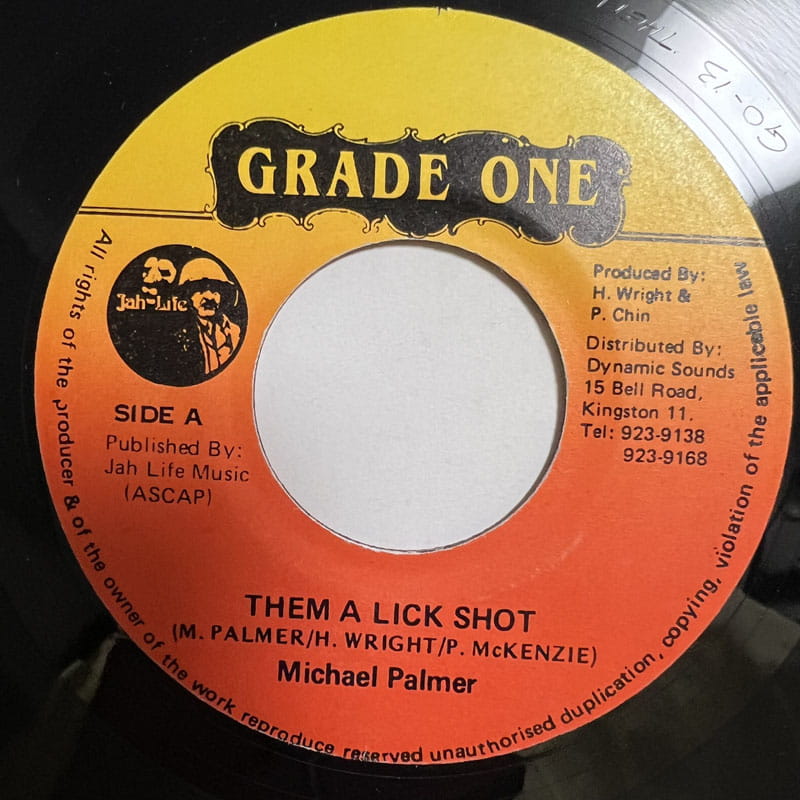 GRADE ONE
Jah-Life
SIDE A
Published By:
Jah Life Music
(ASCAP)
Produced By:
H. Wright &
P. Chin
Distributed By:
Dynamic Sounds
15 Bell Road,
Kingston 11.
Tel: 923-9138
923-9168
THEM A LICK SHOT
(M. PALMER/H. WRIGHT/P. McKENZIE)
Michael Palmer
All rights of the producer & of the owner of the work reproduce reserved unauthorised duplication, copying, violation of the applicable law
GO-13